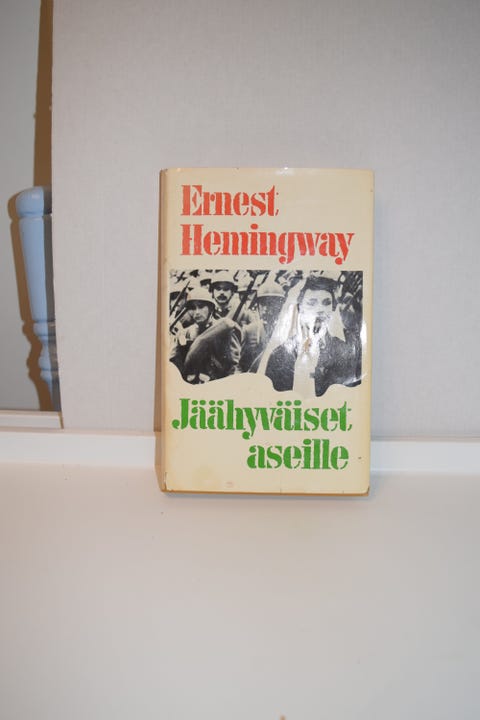 Ernest
Hemingway
Jäähyväiset
aseille